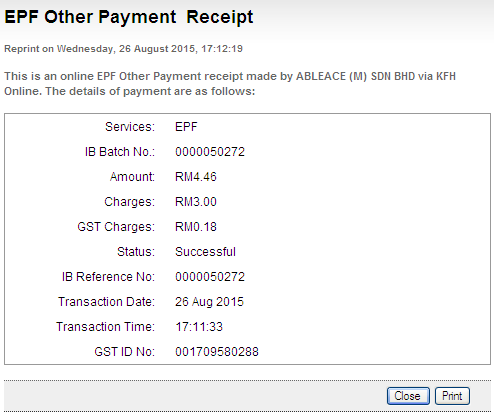 EPF Other Payment Receipt
Reprint on Wednesday, 26 August 2015, 17:12:19
This is an online EPF Other Payment receipt made by ABLEACE (M) SDN BHD via KFH
Online. The details of payment are as follows:
Services: EPF
IB Batch No.: 0000050272
Amount: RM4.46
Charges: RM3.00
GST Charges: RM0.18
Status: Successful
IB Reference No: 0000050272
Transaction Date: 26 Aug 2015
Transaction Time: 17:11:33
GST ID No: 001709580288
Close Print